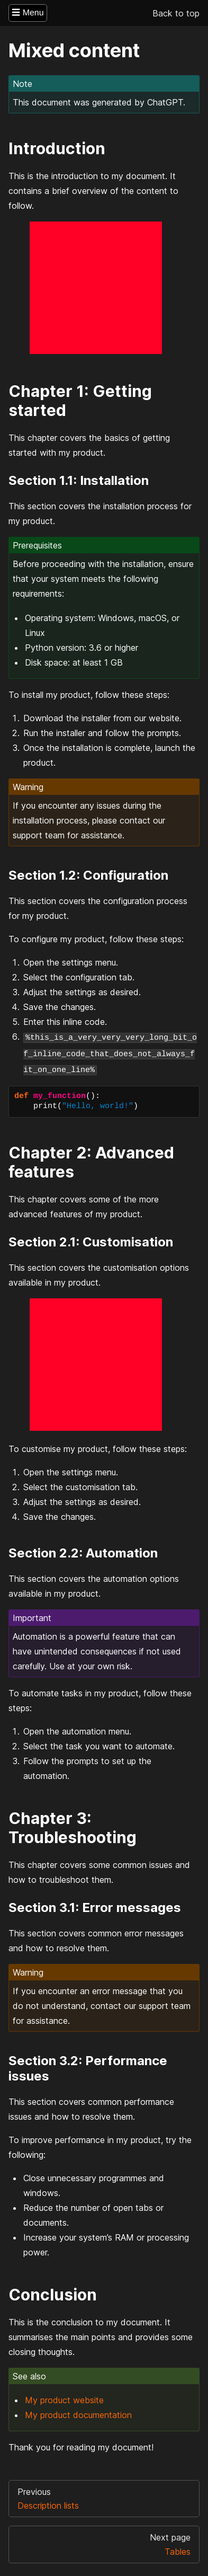 Menu
Back to top
Mixed content
Note
This document was generated by ChatGPT.
Introduction
This is the introduction to my document. It
contains a brief overview of the content to
follow.
Chapter 1: Getting
started
This chapter covers the basics of getting
started with my product.
Section 1.1: Installation
This section covers the installation process for
my product.
Prerequisites
Before proceeding with the installation, ensure
that your system meets the following
requirements:
• Operating system: Windows, macOS, or
Linux
• Python version: 3.6 or higher
• Disk space: at least 1 GB
To install my product, follow these steps:
1. Download the installer from our website.
2. Run the installer and follow the prompts.
3. Once the installation is complete, launch the
product.
Warning
If you encounter any issues during the
installation process, please contact our
support team for assistance.
Section 1.2: Configuration
This section covers the configuration process
for my product.
To configure my product, follow these steps:
1. Open the settings menu.
2. Select the configuration tab.
3. Adjust the settings as desired.
4. Save the changes.
5. Enter this inline code.
6. %this_is_a_very_very_very_long_bit_o
f_inline_code_that_does_not_always_f
it_on_one_line%
def my_function():
    print("Hello, world!")
Chapter 2: Advanced
features
This chapter covers some of the more
advanced features of my product.
Section 2.1: Customisation
This section covers the customisation options
available in my product.
To customise my product, follow these steps:
1. Open the settings menu.
2. Select the customisation tab.
3. Adjust the settings as desired.
4. Save the changes.
Section 2.2: Automation
This section covers the automation options
available in my product.
Important
Automation is a powerful feature that can
have unintended consequences if not used
carefully. Use at your own risk.
To automate tasks in my product, follow these
steps:
1. Open the automation menu.
2. Select the task you want to automate.
3. Follow the prompts to set up the
automation.
Chapter 3:
Troubleshooting
This chapter covers some common issues and
how to troubleshoot them.
Section 3.1: Error messages
This section covers common error messages
and how to resolve them.
Warning
If you encounter an error message that you
do not understand, contact our support team
for assistance.
Section 3.2: Performance
issues
This section covers common performance
issues and how to resolve them.
To improve performance in my product, try the
following:
• Close unnecessary programmes and
windows.
• Reduce the number of open tabs or
documents.
• Increase your system's RAM or processing
power.
Conclusion
This is the conclusion to my document. It
summarises the main points and provides some
closing thoughts.
See also
• My product website
• My product documentation
Thank you for reading my document!
Previous
Description lists
Next page
Tables